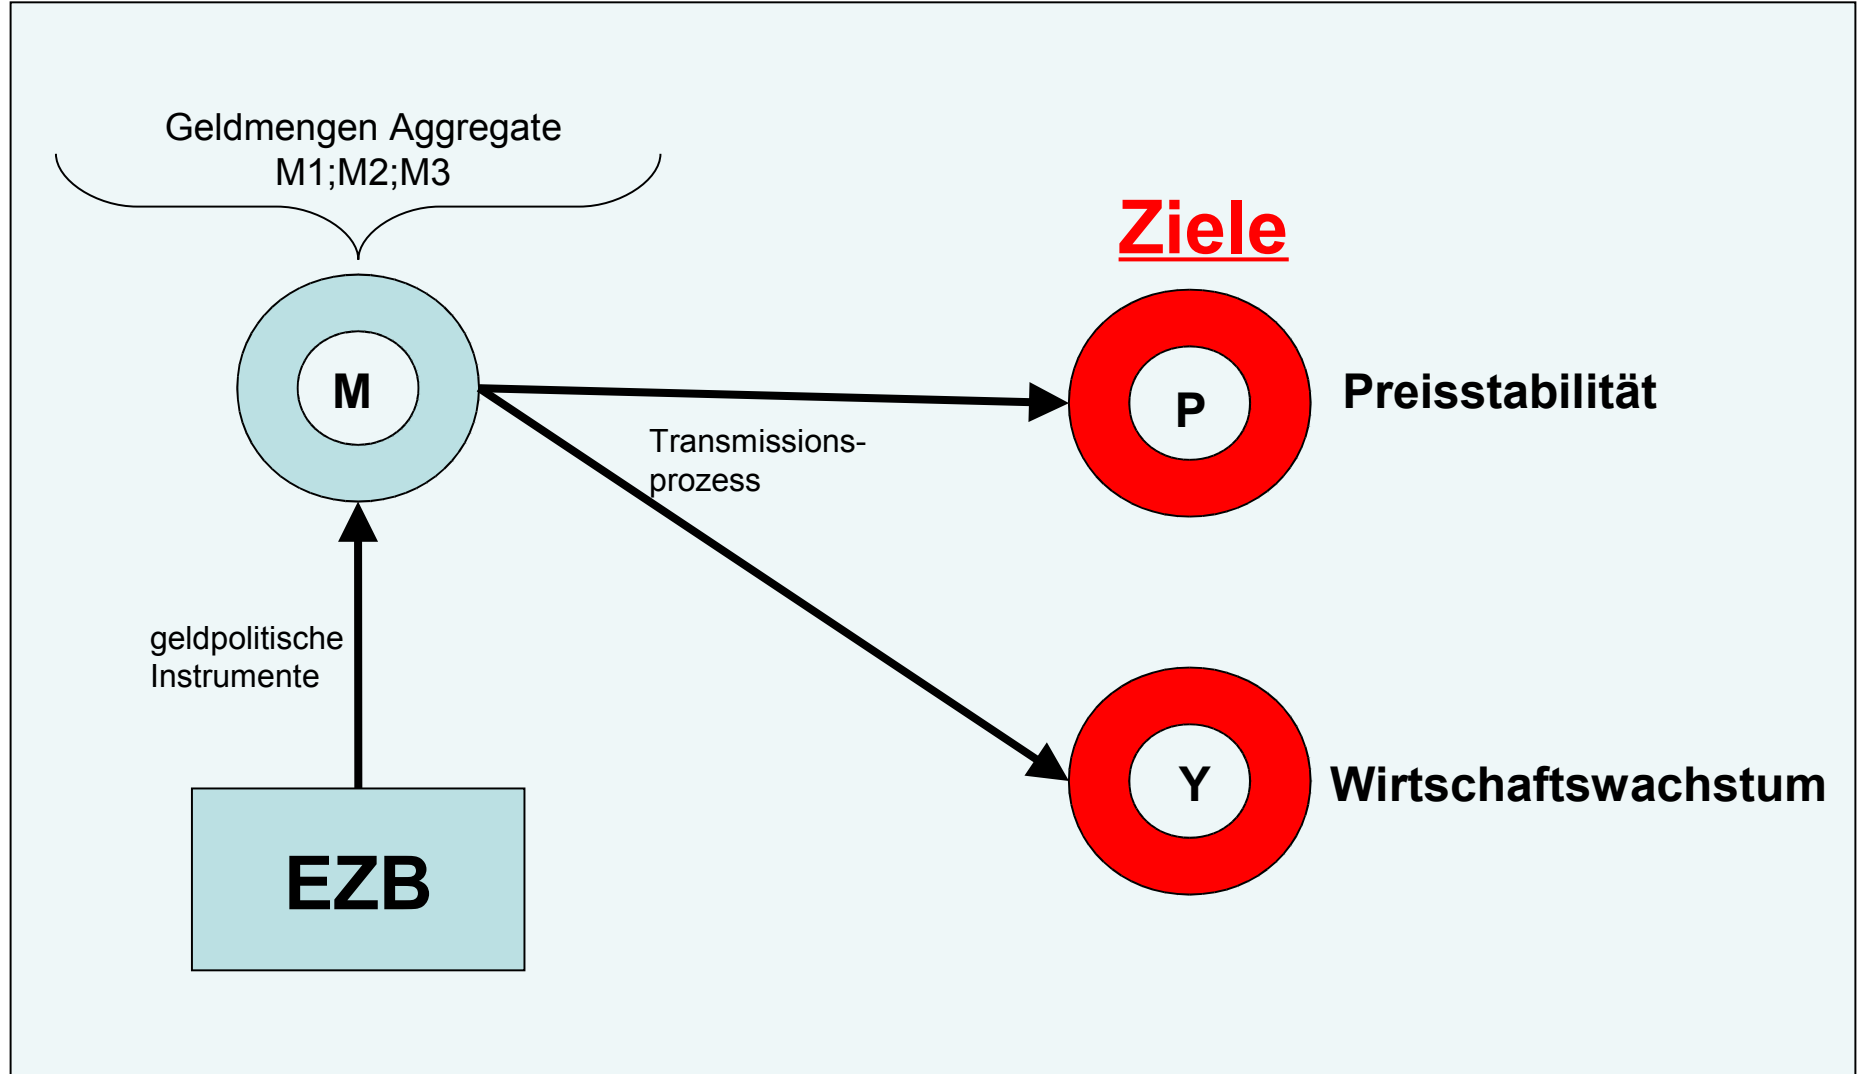 Geldmengen Aggregate
M1;M2;M3
Ziele
M
P
Preisstabilität
Transmissions-
prozess
geldpolitische
Instrumente
Y
Wirtschaftswachstum
EZB